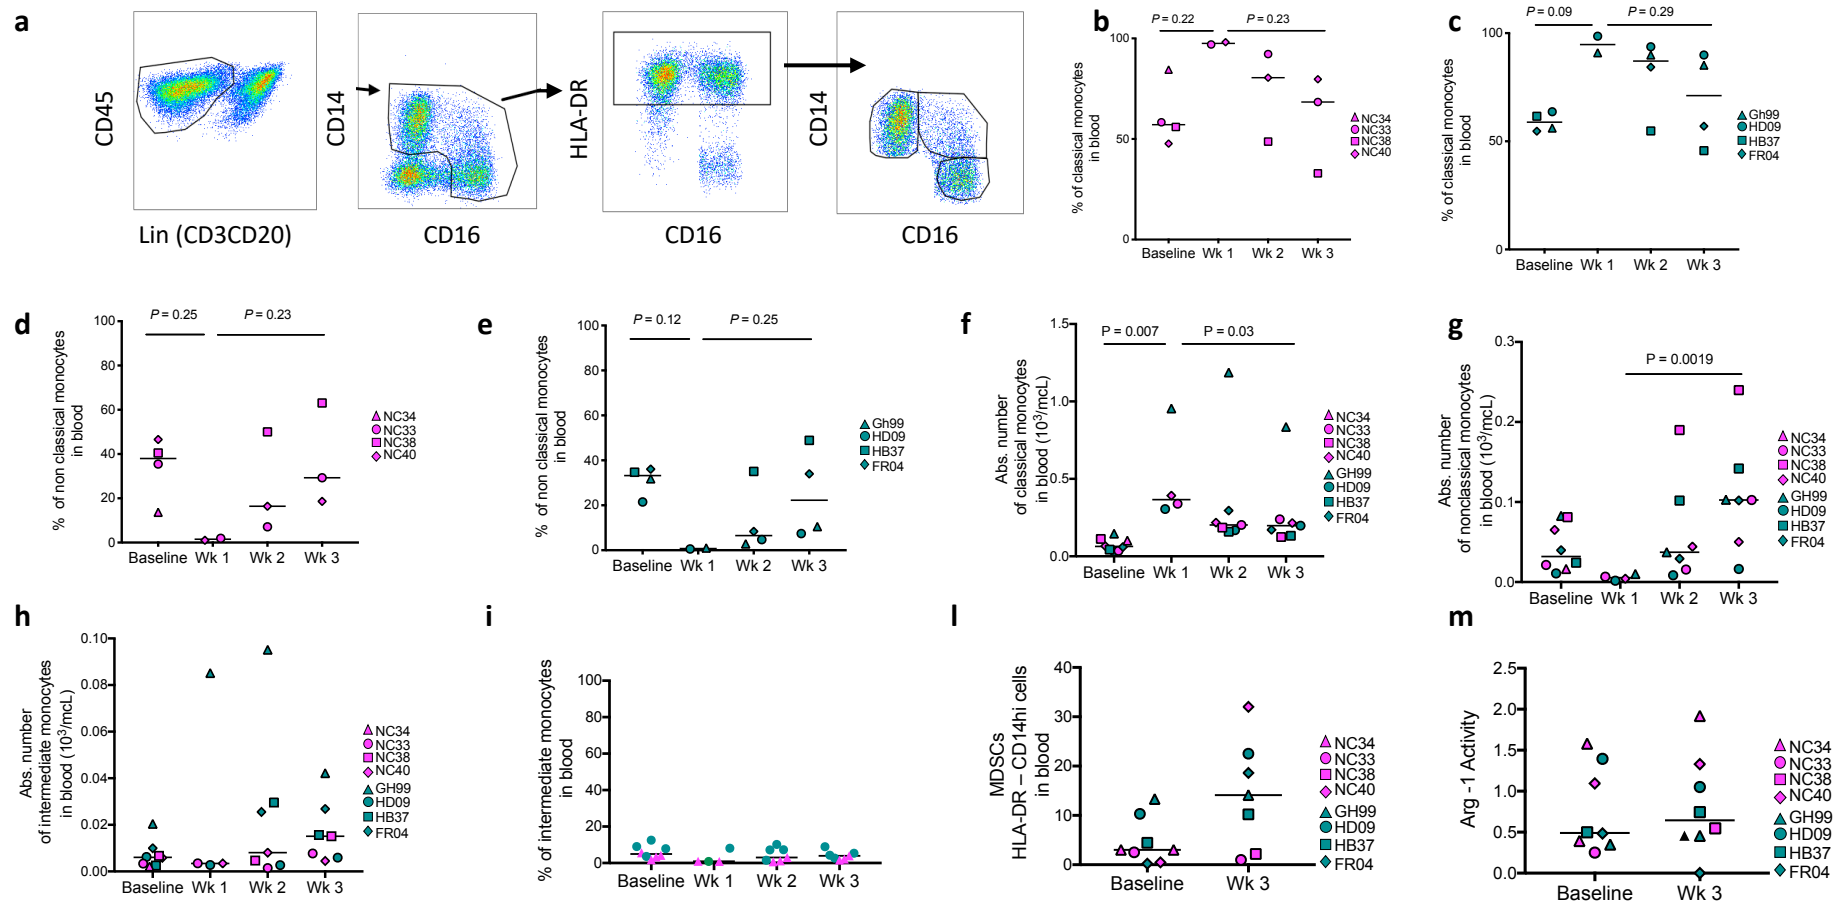 a
CD45
Lin (CD3CD20)
CD14
CD16
HLA-DR
CD16
CD14
CD16
b
P = 0.22
P = 0.23
% of classical monocytes
in blood
100
50
0
Baseline Wk 1 Wk 2 Wk 3
NC34
NC33
NC38
NC40
c
P = 0.09
P = 0.29
% of classical monocytes
in blood
100
50
0
Baseline Wk 1 Wk 2 Wk 3
Gh99
HD09
HB37
FR04
d
P = 0.25
P = 0.23
% of non classical monocytes
in blood
100
80
60
40
20
0
Baseline Wk 1 Wk 2 Wk 3
NC34
NC33
NC38
NC40
e
P = 0.12
P = 0.25
% of non classical monocytes
in blood
100
80
60
40
20
0
Baseline Wk 1 Wk 2 Wk 3
Gh99
HD09
HB37
FR04
f
P = 0.007
P = 0.03
Abs. number
of classical monocytes
in blood (10³/mcL)
1.5
1.0
0.5
0.0
Baseline Wk 1 Wk 2 Wk 3
NC34
NC33
NC38
NC40
GH99
HD09
HB37
FR04
g
P = 0.0019
Abs. number
of nonclassical monocytes
in blood (10³/mcL)
0.3
0.2
0.1
0.0
Baseline Wk 1 Wk 2 Wk 3
NC34
NC33
NC38
NC40
GH99
HD09
HB37
FR04
h
Abs. number
of intermediate monocytes
in blood (10³/mcL)
0.10
0.08
0.06
0.04
0.02
0.00
Baseline Wk 1 Wk 2 Wk 3
NC34
NC33
NC38
NC40
GH99
HD09
HB37
FR04
i
% of intermediate monocytes
in blood
100
80
60
40
20
0
Baseline Wk 1 Wk 2 Wk 3
l
MDSCs
HLA-DR – CD14hi cells
in blood
40
30
20
10
0
Baseline Wk 3
NC34
NC33
NC38
NC40
GH99
HD09
HB37
FR04
m
Arg -1 Activity
2.5
2.0
1.5
1.0
0.5
0.0
Baseline Wk 3
NC34
NC33
NC38
NC40
GH99
HD09
HB37
FR04